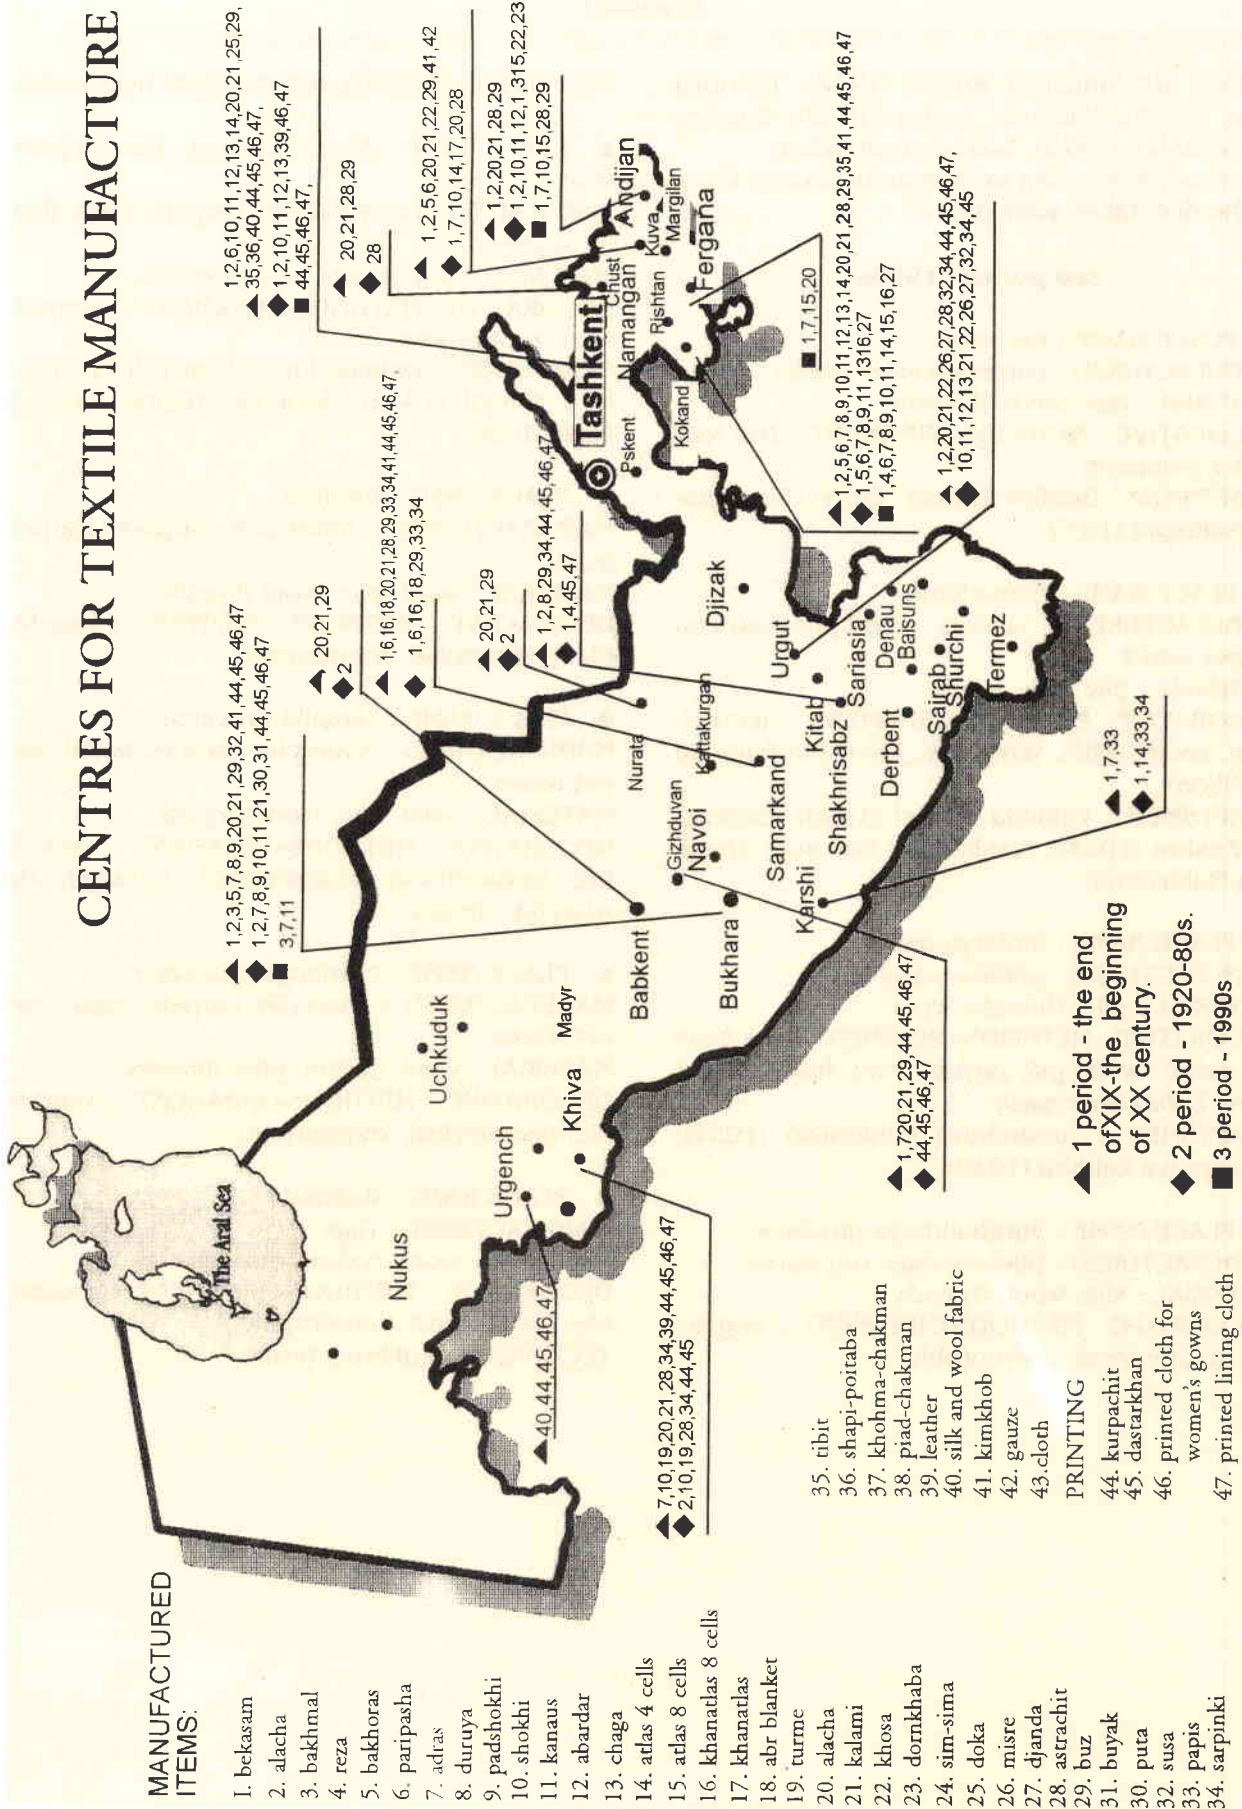 CENTRES FOR TEXTILE MANUFACTURE
1,2,3,5,7,8,9,20,21,29,32,41,44,45,46,47
1,2,7,8,9,10,11,21,30,31,44,45,46,47
3,7,11
20,21,29
2
1,6,16,18,20,21,28,29,33,34,41,44,45,46,47,
1,6,16,18,29,33,34
20,21,29
2
1,2,8,29,34,44,45,46,47
1,44,45,47
1,2,6,10,11,12,13,14,20,21,25,29,
35,36,40,44,45,46,47,
1,2,10,11,12,13,39,46,47
44,45,46,47,
20,21,28,29
28
1,2,5,6,20,21,22,29,41,42
1,7,10,14,17,20,28
1,2,20,21,28,29
1,2,10,11,12,1,315,22,23
1,7,10,15,28,29
The Aral Sea
Nukus
Urgench
Khiva
Uchkuduk
Madyr
Babkent
Bukhara
Gizhduvan
Navoi
Nurata
Kattakurgan
Samarkand
Karshi
Shakhrisabz
Kitab
Urgut
Djizak
Derbent
Sariasia
Denau
Baisuns
Sairab
Shurchi
Termez
Tashkent
Pskent
Kokand
Namangan
Chust
Rishtan
Kuva
Margilian
Fergana
Andijan
1,7,15,20
1,2,5,6,7,8,9,10,11,12,13,14,20,21,28,29,35,41,44,45,46,47
1,5,6,7,8,9,11,1316,27
1,4,6,7,8,9,10,11,14,15,16,27
1,2,20,21,22,26,27,28,32,34,44,45,46,47,
10,11,12,13,21,22,26,27,32,34,45
1,7,33
1,14,33,34
1,720,21,29,44,45,46,47
44,45,46,47
40,44,45,46,47
7,10,19,20,21,28,34,39,44,45,46,47
2,10,19,28,34,44,45
1 period - the end
ofXIX-the beginning
of XX century.
2 period - 1920-80s.
3 period - 1990s
MANUFACTURED
ITEMS:
1. bekasam
2. alacha
3. bakhmal
4. reza
5. bakhoras
6. paripasha
7. adras
8. duruya
9. padshokhi
10. shokhi
11. kanaus
12. abardar
13. chaga
14. atlas 4 cells
15. atlas 8 cells
16. khanatlas 8 cells
17. khanatlas
18. abr blanket
19. turme
20. alacha
21. kalami
22. khosa
23. dornkhaba
24. sim-sima
25. doka
26. misre
27. djanda
28. astrachit
29. buz
31. buyak
30. puta
32. susa
33. papis
34. sarpinki
35. tibit
36. shapi-poitaba
37. khohma-chakman
38. piad-chakman
39. leather
40. silk and wool fabric
41. kimkhob
42. gauze
43.cloth
PRINTING
44. kurpachit
45. dastarkhan
46. printed cloth for
women's gowns
47. printed lining cloth